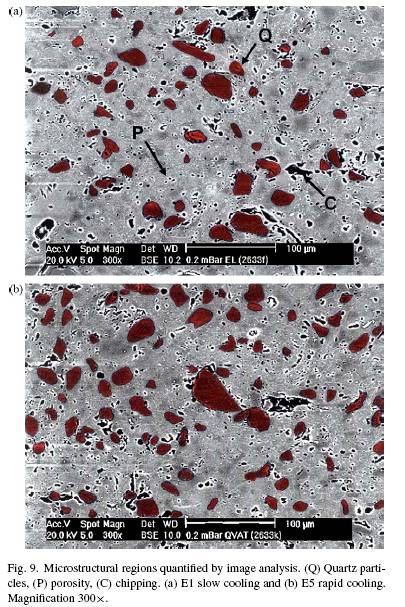 (a)
Q
P
C
Acc.V Spot Magn Det WD 100 µm
20.0 kV 5.0 300x BSE 10.2 0.2 mBar EL (2633f)
(b)
Acc.V Spot Magn Det WD 100 µm
20.0 kV 5.0 300x BSE 10.0 0.2 mBar QVAT (2633k)
Fig. 9. Microstructural regions quantified by image analysis. (Q) Quartz parti-
cles, (P) porosity, (C) chipping. (a) E1 slow cooling and (b) E5 rapid cooling.
Magnification 300×.